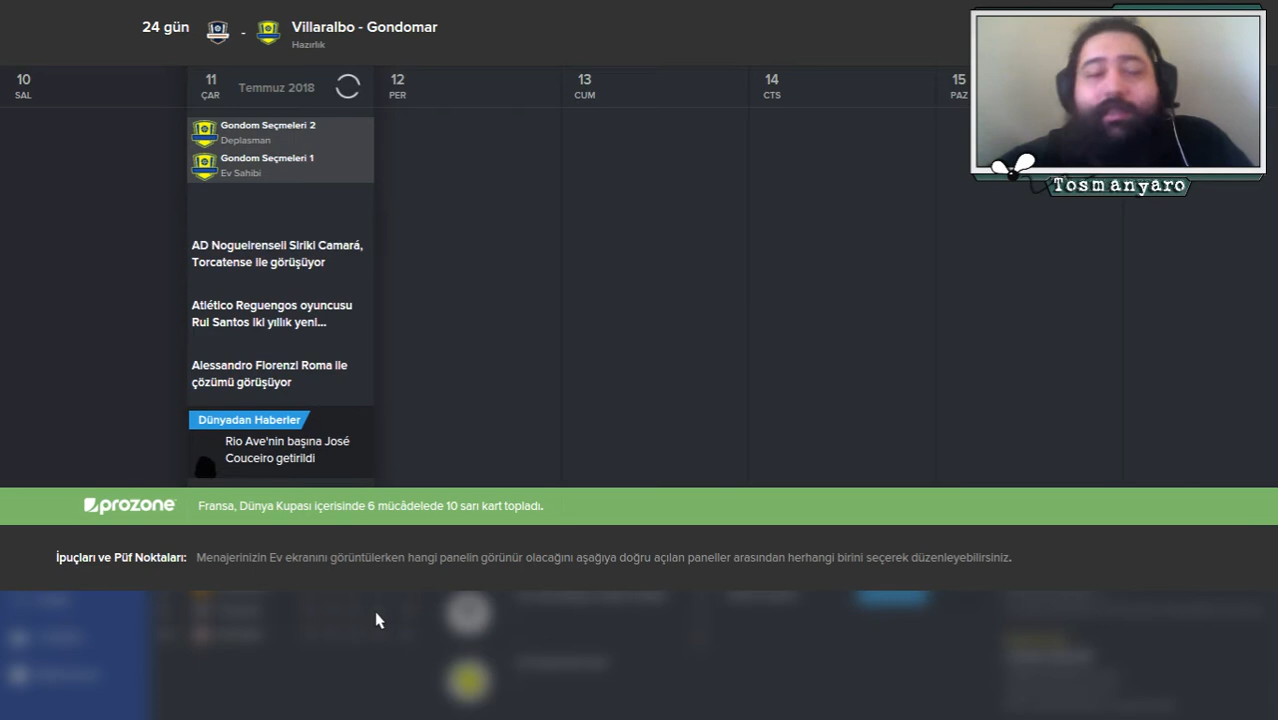 24 gün
-
Villaralbo - Gondomar
Hazırlık
10
SAL
11
ÇAR
Temmuz 2018
12
PER
13
CUM
14
CTS
15
PAZ
Gondom Seçmeleri 2
Deplasman
Gondom Seçmeleri 1
Ev Sahibi
AD Nogueirenseli Siriki Camará,
Torcatense ile görüşüyor
Atlético Reguengos oyuncusu
Rui Santos iki yıllık yeni...
Alessandro Florenzi Roma ile
çözümü görüşüyor
Dünyadan Haberler
Rio Ave'nin başına José
Couceiro getirildi
Tosmanyaro
prozone
Fransa, Dünya Kupası içerisinde 6 mücâdelede 10 sarı kart topladı.
İpuçları ve Püf Noktaları: Menajerinizin Ev ekranını görüntülerken hangi panelin görünür olacağını aşağıya doğru açılan paneller arasından herhangi birini seçerek düzenleyebilirsiniz.